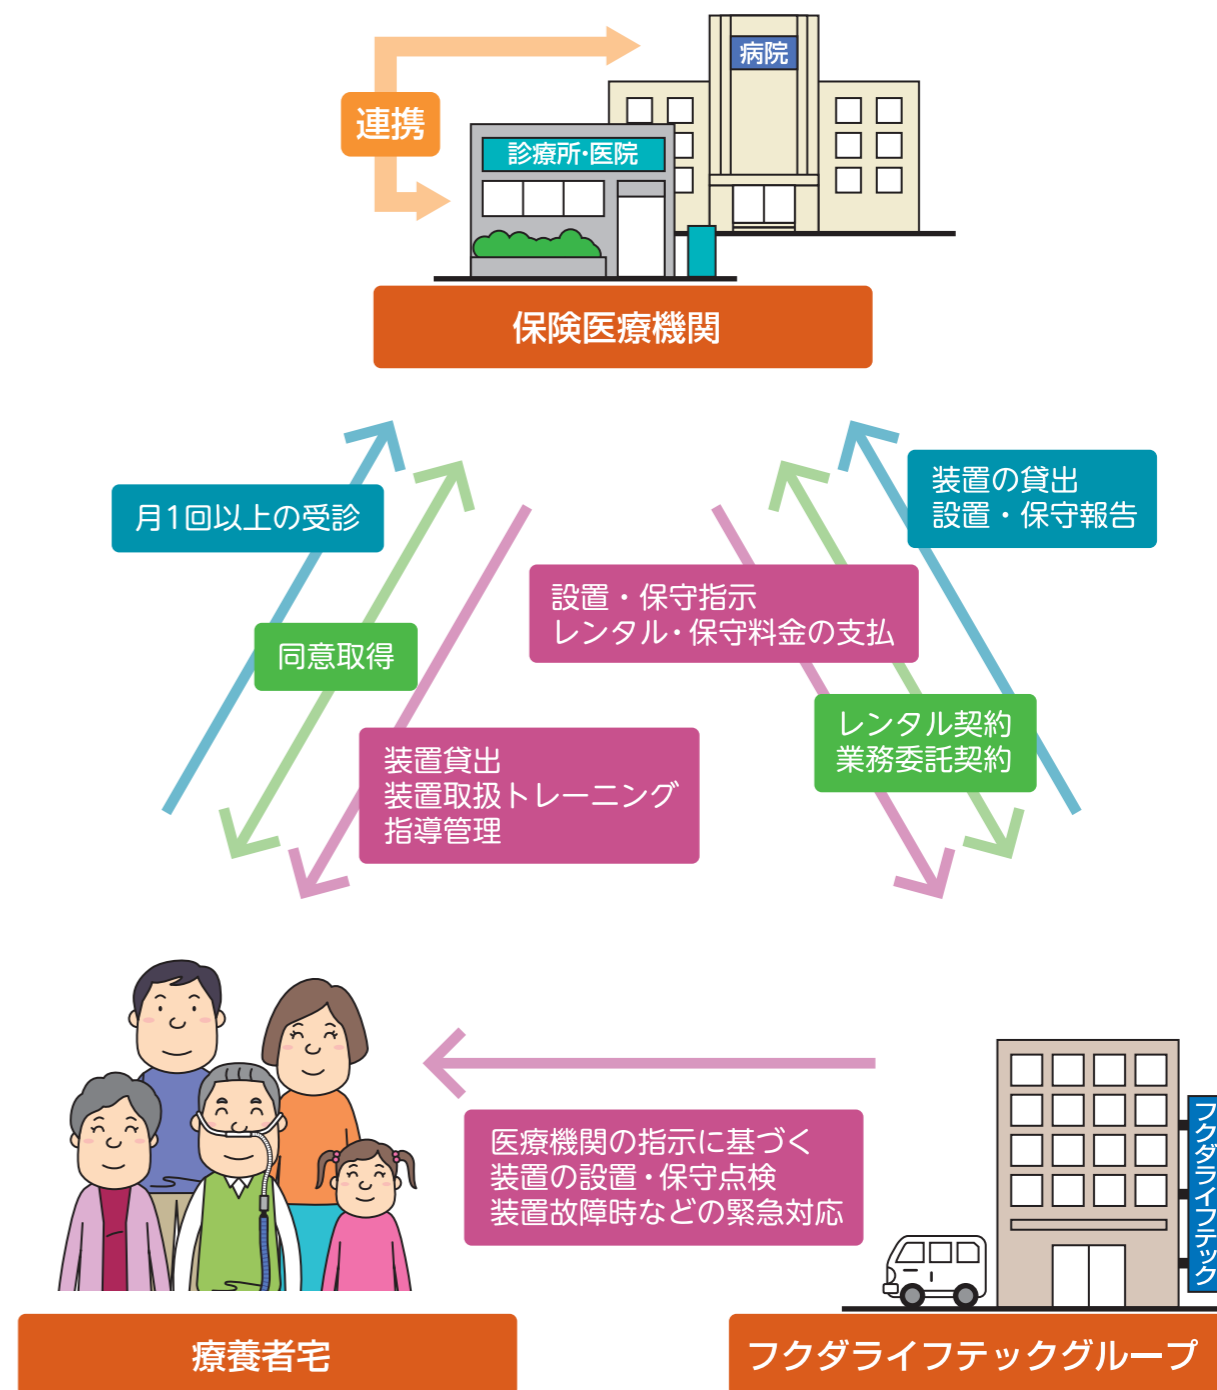 病院
連携
診療所・医院
保険医療機関
月1回以上の受診
装置の貸出
設置・保守報告
設置・保守指示
レンタル・保守料金の支払
同意取得
レンタル契約
業務委託契約
装置貸出
装置取扱トレーニング
指導管理
医療機関の指示に基づく
装置の設置・保守点検
装置故障時などの緊急対応
フクダライフテック
療養者宅
フクダライフテックグループ